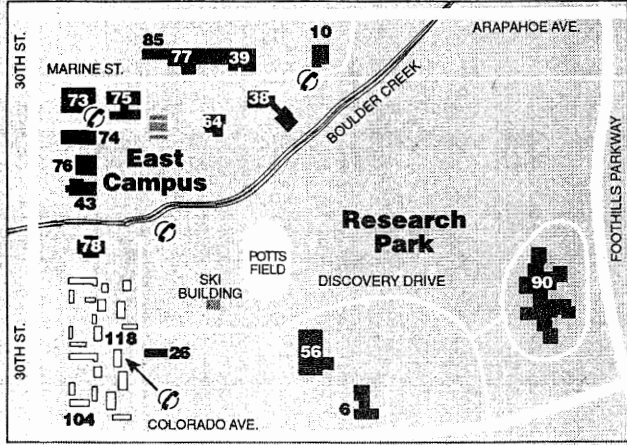 30TH ST.
MARINE ST.
85
77
39
10
ARAPAHOE AVE.
73
75
74
76
43
64
38
East
Campus
BOULDER CREEK
FOOTHILLS PARKWAY
78
Research
Park
POTTS
FIELD
SKI
BUILDING
DISCOVERY DRIVE
90
30TH ST.
118
26
56
6
104
COLORADO AVE.